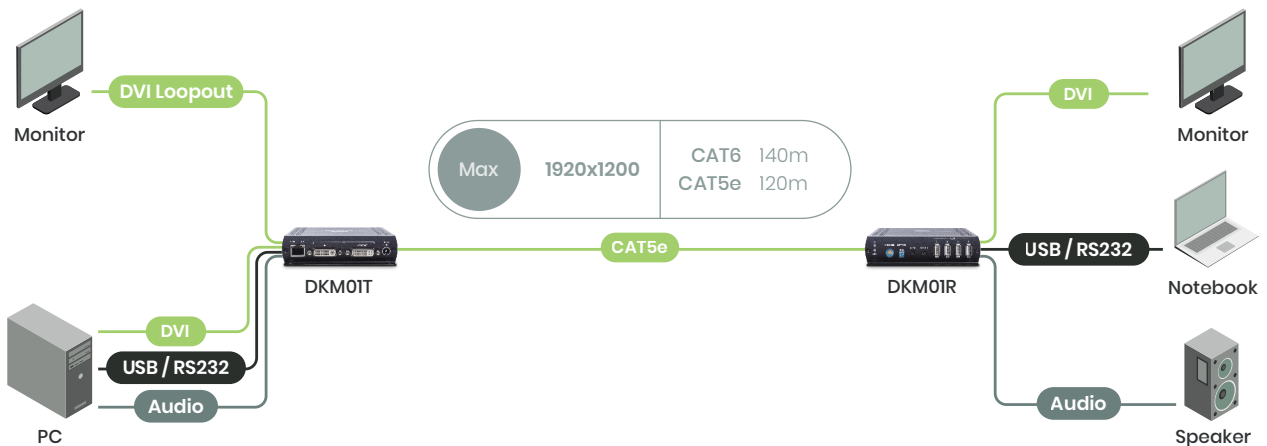 DVI Loopout
Monitor
Max
1920x1200
CAT6 140m
CAT5e 120m
DVI
Monitor
DKM01T
CAT5e
DKM01R
USB / RS232
Notebook
DVI
USB / RS232
Audio
PC
Audio
Speaker